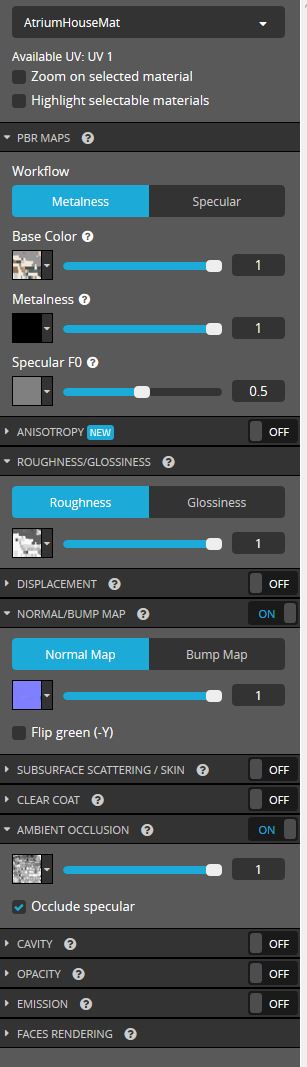 AtriumHouseMat
Available UV: UV 1
Zoom on selected material
Highlight selectable materials
PBR MAPS ?
Workflow
Metalness Specular
Base Color ?
1
Metalness ?
1
Specular F0 ?
0.5
ANISOTROPY NEW OFF
ROUGHNESS/GLOSSINESS ?
Roughness Glossiness
1
DISPLACEMENT ? OFF
NORMAL/BUMP MAP ? ON
Normal Map Bump Map
1
Flip green (-Y)
SUBSURFACE SCATTERING / SKIN ? OFF
CLEAR COAT ? OFF
AMBIENT OCCLUSION ? ON
1
Occlude specular
CAVITY ? OFF
OPACITY ? OFF
EMISSION ? OFF
FACES RENDERING ?